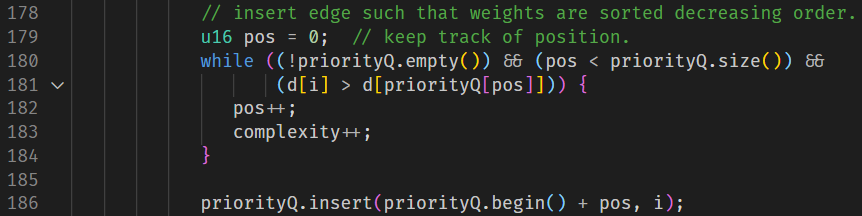 178 // insert edge such that weights are sorted decreasing order.
179 u16 pos = 0;  // keep track of position.
180 while ((!priorityQ.empty()) && (pos < priorityQ.size()) &&
181 (d[i] > d[priorityQ[pos]])) {
182 pos++;
183 complexity++;
184 }
185
186 priorityQ.insert(priorityQ.begin() + pos, i);